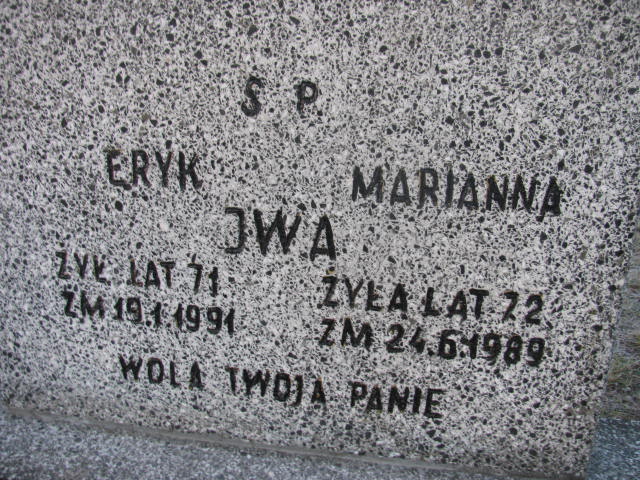 Ś P
ERYK MARIANNA
JWA
ŻYŁ LAT 71 ŻYŁA LAT 72
ZM 19.1.1991 ZM 24.6.1989
WOLA TWOJA PANIE